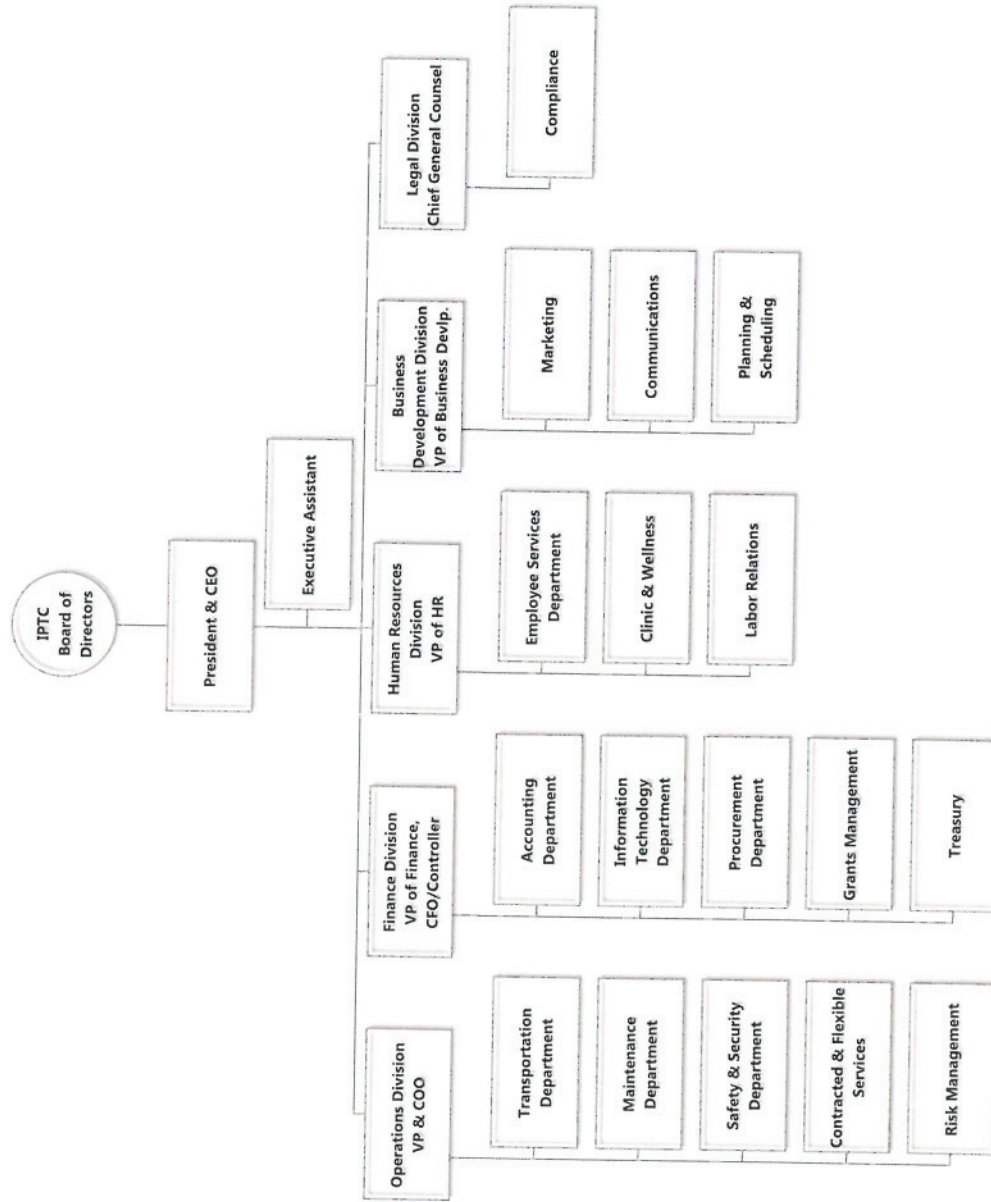 IPTC
Board of
Directors
President & CEO
Executive Assistant
Operations Division
VP & COO
Transportation
Department
Maintenance
Department
Safety & Security
Department
Contracted & Flexible
Services
Risk Management
Finance Division
VP of Finance,
CFO/Controller
Accounting
Department
Information
Technology
Department
Procurement
Department
Grants Management
Treasury
Human Resources
Division
VP of HR
Employee Services
Department
Clinic & Wellness
Labor Relations
Business
Development Division
VP of Business Devlp.
Marketing
Communications
Planning &
Scheduling
Legal Division
Chief General Counsel
Compliance